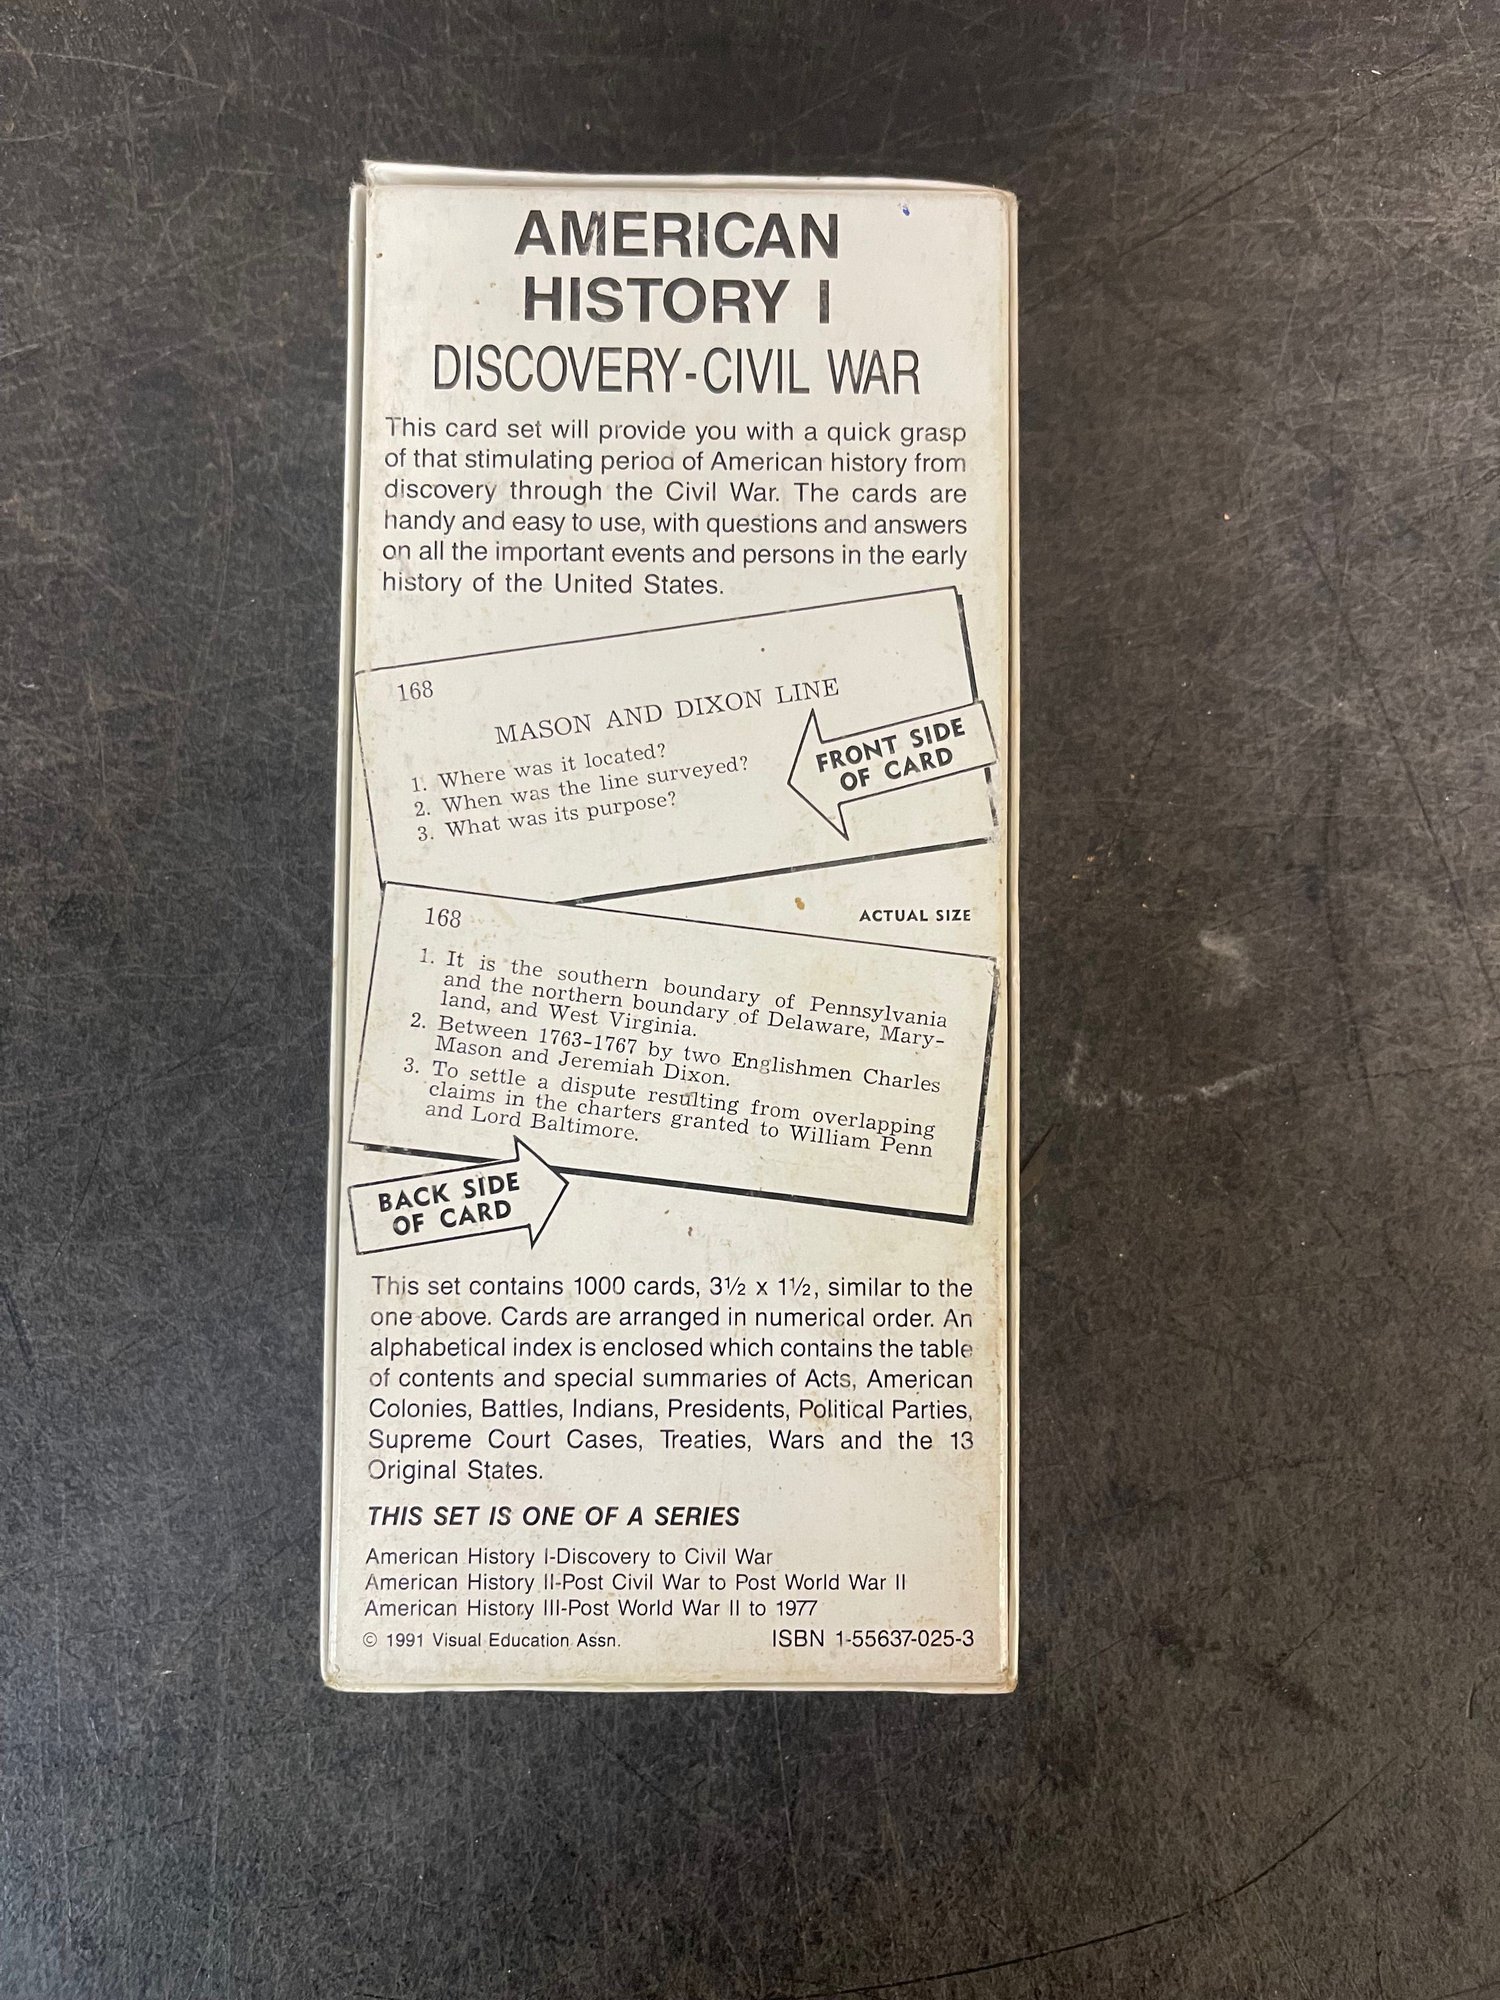 AMERICAN
HISTORY I
DISCOVERY-CIVIL WAR
This card set will provide you with a quick grasp
of that stimulating period of American history from
discovery through the Civil War. The cards are
handy and easy to use, with questions and answers
on all the important events and persons in the early
history of the United States.
168
MASON AND DIXON LINE
1. Where was it located?
2. When was the line surveyed?
3. What was its purpose?
FRONT SIDE
OF CARD
ACTUAL SIZE
168
1. It is the southern boundary of Pennsylvania
and the northern boundary of Delaware, Mary-
land, and West Virginia.
2. Between 1763-1767 by two Englishmen Charles
Mason and Jeremiah Dixon.
3. To settle a dispute resulting from overlapping
claims in the charters granted to William Penn
and Lord Baltimore.
BACK SIDE
OF CARD
This set contains 1000 cards, 3½ x 1½, similar to the
one above. Cards are arranged in numerical order. An
alphabetical index is enclosed which contains the table
of contents and special summaries of Acts, American
Colonies, Battles, Indians, Presidents, Political Parties,
Supreme Court Cases, Treaties, Wars and the 13
Original States.
THIS SET IS ONE OF A SERIES
American History I-Discovery to Civil War
American History II-Post Civil War to Post World War II
American History III-Post World War II to 1977
© 1991 Visual Education Assn. ISBN 1-55637-025-3